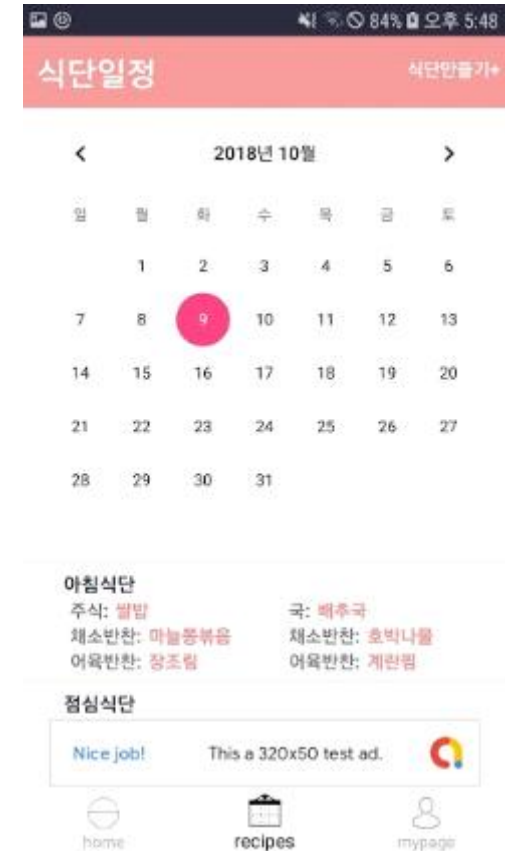 84% 오후 5:48
식단일정 식단만들기+
< 2018년 10월 >
일 월 화 수 목 금 토
1 2 3 4 5 6
7 8 9 10 11 12 13
14 15 16 17 18 19 20
21 22 23 24 25 26 27
28 29 30 31
아침식단
주식: 쌀밥 국: 배추국
채소반찬: 마늘쫑볶음 채소반찬: 호박나물
어육반찬: 장조림 어육반찬: 계란찜
점심식단
Nice job! This a 320x50 test ad.
home recipes mypage